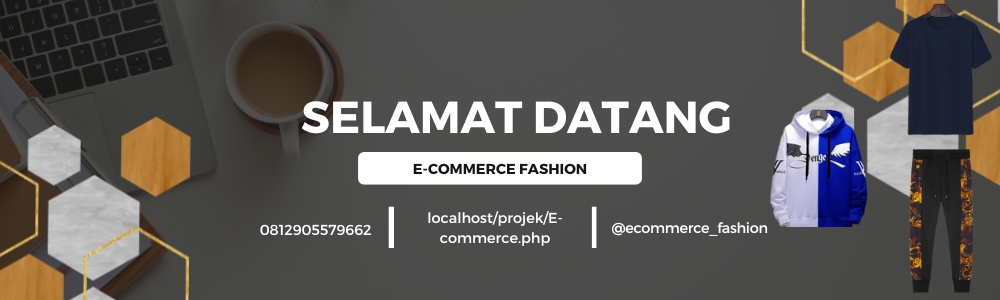 SELAMAT DATANG
E-COMMERCE FASHION
0812905579662
localhost/projek/E-
commerce.php
@ecommerce_fashion